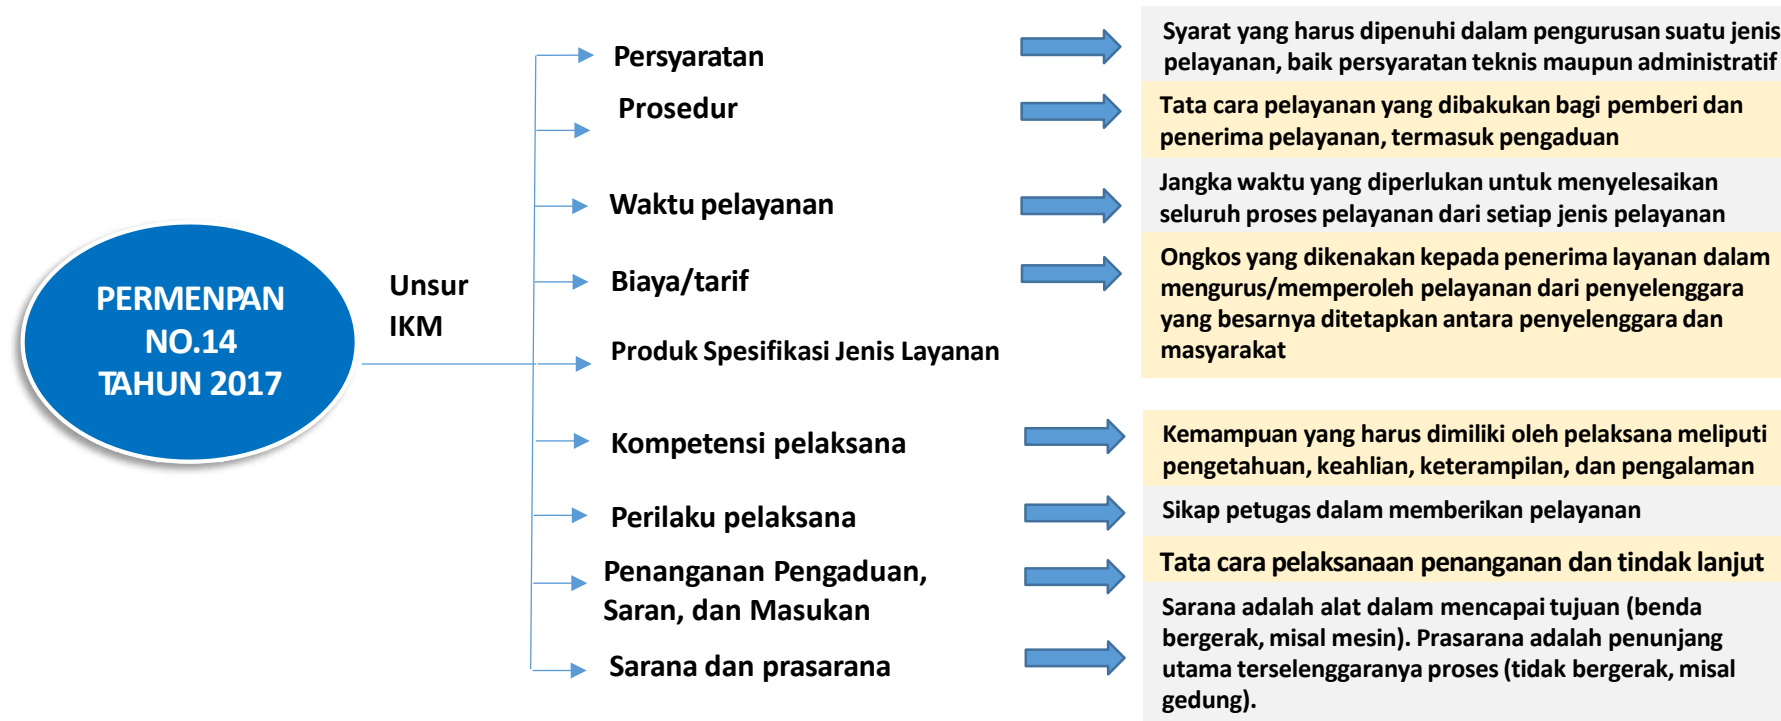 PERMENPAN
NO.14
TAHUN 2017
Unsur
IKM
Persyaratan
Syarat yang harus dipenuhi dalam pengurusan suatu jenis
pelayanan, baik persyaratan teknis maupun administratif
Prosedur
Tata cara pelayanan yang dibakukan bagi pemberi dan
penerima pelayanan, termasuk pengaduan
Waktu pelayanan
Jangka waktu yang diperlukan untuk menyelesaikan
seluruh proses pelayanan dari setiap jenis pelayanan
Biaya/tarif
Ongkos yang dikenakan kepada penerima layanan dalam
mengurus/memperoleh pelayanan dari penyelenggara
yang besarnya ditetapkan antara penyelenggara dan
masyarakat
Produk Spesifikasi Jenis Layanan
Kompetensi pelaksana
Kemampuan yang harus dimiliki oleh pelaksana meliputi
pengetahuan, keahlian, keterampilan, dan pengalaman
Perilaku pelaksana
Sikap petugas dalam memberikan pelayanan
Penanganan Pengaduan,
Saran, dan Masukan
Tata cara pelaksanaan penanganan dan tindak lanjut
Sarana dan prasarana
Sarana adalah alat dalam mencapai tujuan (benda
bergerak, misal mesin). Prasarana adalah penunjang
utama terselenggaranya proses (tidak bergerak, misal
gedung).